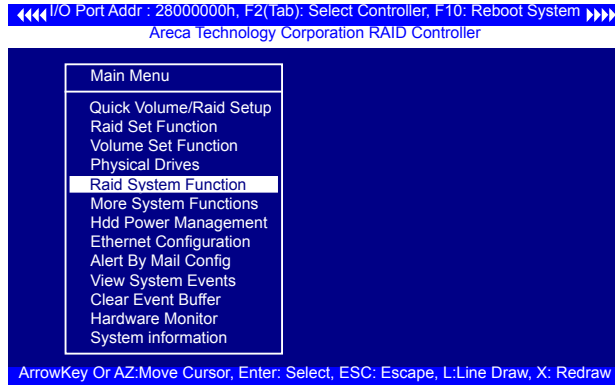 I/O Port Addr : 28000000h, F2(Tab): Select Controller, F10: Reboot System
Areca Technology Corporation RAID Controller
Main Menu
Quick Volume/Raid Setup
Raid Set Function
Volume Set Function
Physical Drives
Raid System Function
More System Functions
Hdd Power Management
Ethernet Configuration
Alert By Mail Config
View System Events
Clear Event Buffer
Hardware Monitor
System information
ArrowKey Or AZ:Move Cursor, Enter: Select, ESC: Escape, L:Line Draw, X: Redraw